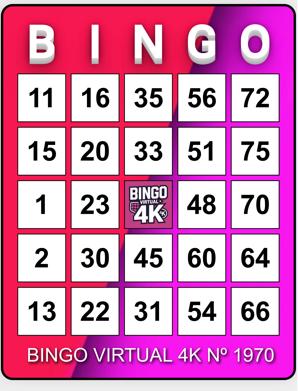 B I N G O
11 16 35 56 72
15 20 33 51 75
1 23 BINGO VIRTUAL 4K 48 70
2 30 45 60 64
13 22 31 54 66
BINGO VIRTUAL 4K Nº 1970